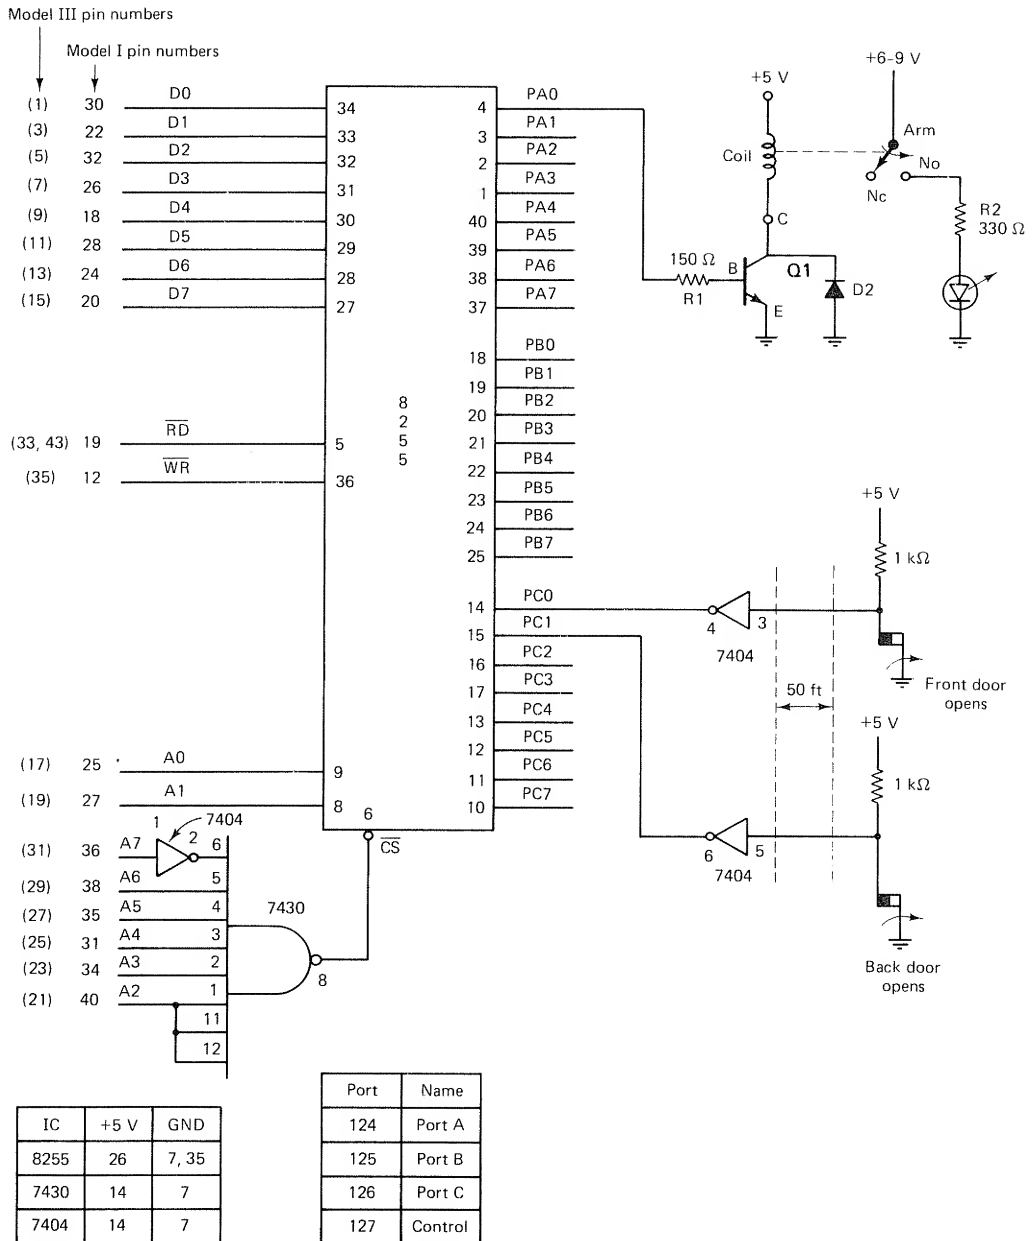 Model III pin numbers
Model I pin numbers
(1) 30 D0 34
(3) 22 D1 33
(5) 32 D2 32
(7) 26 D3 31
(9) 18 D4 30
(11) 28 D5 29
(13) 24 D6 28
(15) 20 D7 27
(33, 43) 19 RD 5
(35) 12 WR 36
(17) 25 A0 9
(19) 27 A1 8
8
2
5
5
6
CS
4 PA0
3 PA1
2 PA2
1 PA3
40 PA4
39 PA5
38 PA6
37 PA7
18 PB0
19 PB1
20 PB2
21 PB3
22 PB4
23 PB5
24 PB6
25 PB7
14 PC0
15 PC1
16 PC2
17 PC3
13 PC4
12 PC5
11 PC6
10 PC7
+5 V
Coil
C
150 Ω
R1
B
Q1
E
D2
+6-9 V
Arm
No
Nc
R2
330 Ω
+5 V
1 kΩ
4 3
7404
50 ft
Front door
opens
+5 V
1 kΩ
6 5
7404
Back door
opens
1 7404
2
(31) 36 A7 6
(29) 38 A6 5
(27) 35 A5 4
(25) 31 A4 3
(23) 34 A3 2
(21) 40 A2 1
11
12
7430
8
IC +5 V GND
8255 26 7, 35
7430 14 7
7404 14 7
Port Name
124 Port A
125 Port B
126 Port C
127 Control